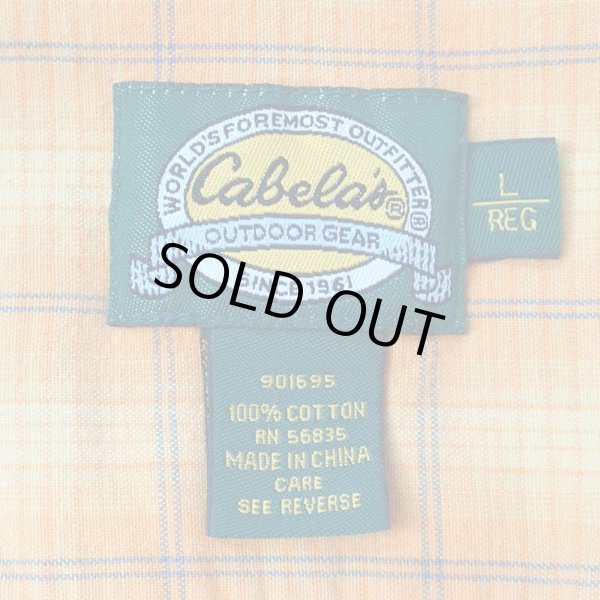 WORLD'S FOREMOST OUTFITTER®
Cabela's®
OUTDOOR GEAR
SINCE 1961
L
REG
SOLD OUT
901695
100% COTTON
RN 56835
MADE IN CHINA
CARE
SEE REVERSE